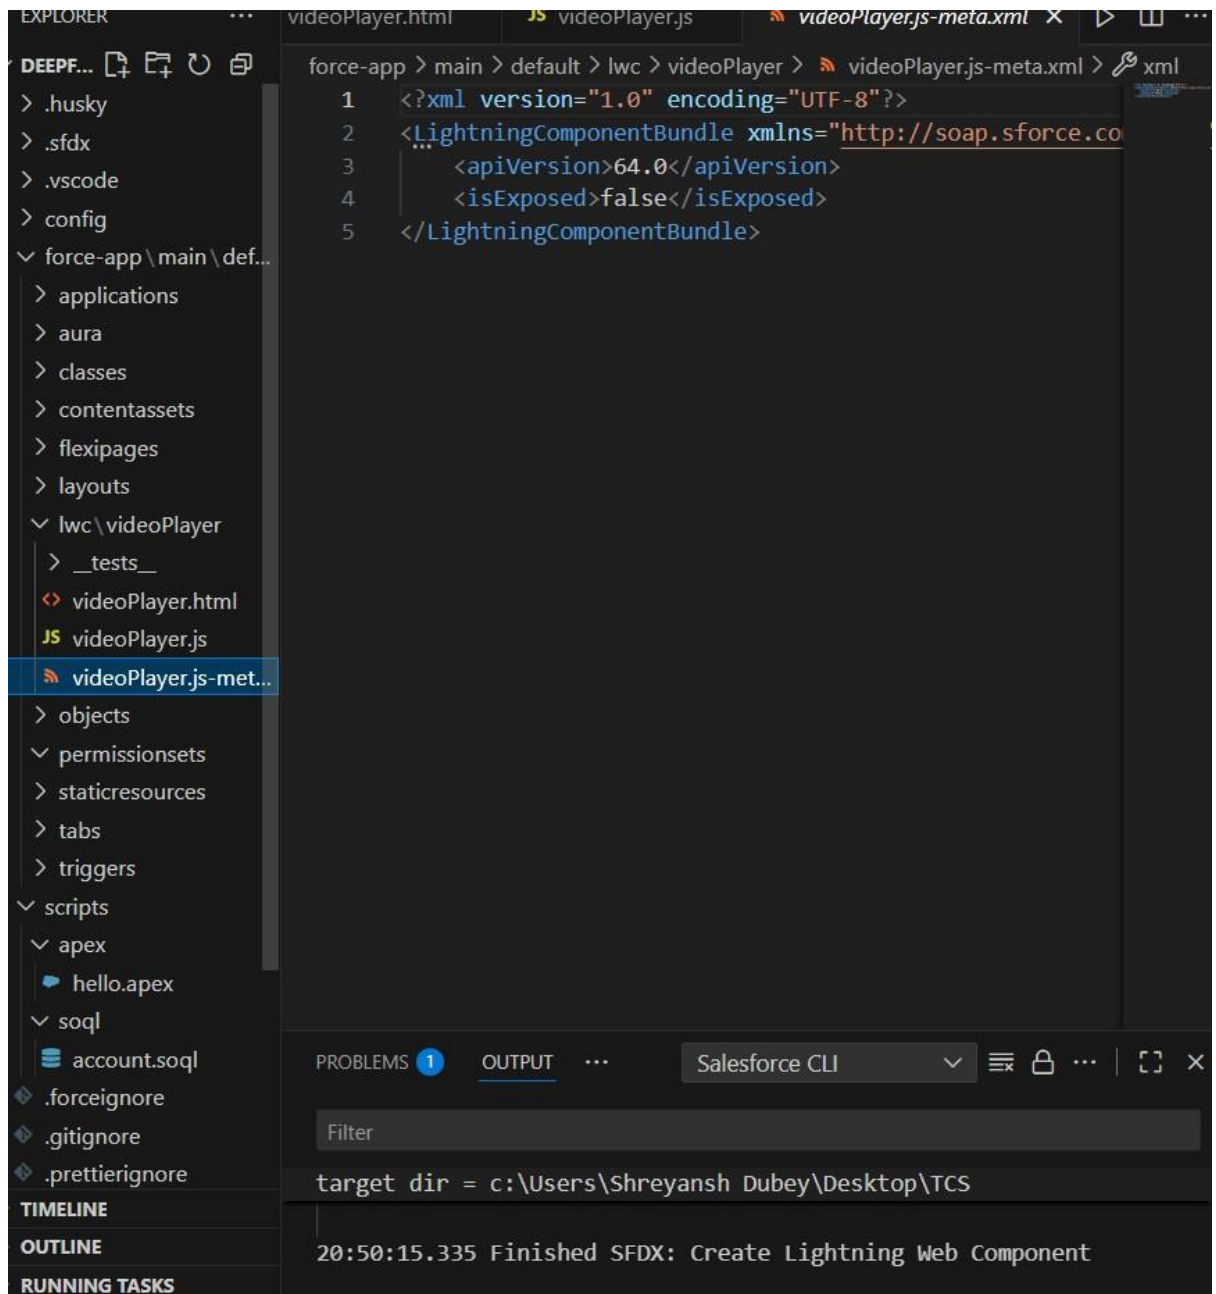 EXPLORER ...
DEEPF...
.husky
.sfdx
.vscode
config
force-app\main\def...
applications
aura
classes
contentassets
flexipages
layouts
lwc\videoPlayer
__tests__
videoPlayer.html
JS videoPlayer.js
videoPlayer.js-met...
objects
permissionsets
staticresources
tabs
triggers
scripts
apex
hello.apex
soql
account.soql
.forceignore
.gitignore
.prettierignore
TIMELINE
OUTLINE
RUNNING TASKS
videoPlayer.html JS videoPlayer.js videoPlayer.js-meta.xml
force-app > main > default > lwc > videoPlayer > videoPlayer.js-meta.xml > xml
1 <?xml version="1.0" encoding="UTF-8"?>
2 <LightningComponentBundle xmlns="http://soap.sforce.co
3 <apiVersion>64.0</apiVersion>
4 <isExposed>false</isExposed>
5 </LightningComponentBundle>
PROBLEMS 1 OUTPUT ... Salesforce CLI
Filter
target dir = c:\Users\Shreyansh Dubey\Desktop\TCS
20:50:15.335 Finished SFDX: Create Lightning Web Component